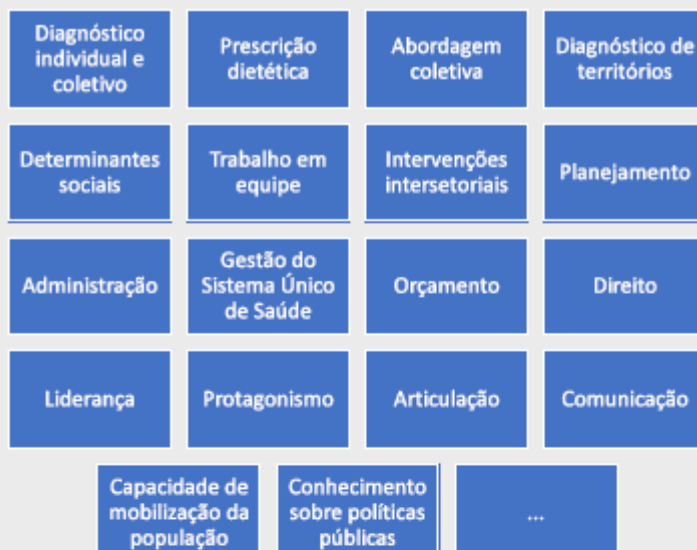 Diagnóstico
individual e
coletivo
Prescrição
dietética
Abordagem
coletiva
Diagnóstico de
territórios
Determinantes
sociais
Trabalho em
equipe
Intervenções
intersetoriais
Planejamento
Administração
Gestão do
Sistema Único
de Saúde
Orçamento
Direito
Liderança
Protagonismo
Articulação
Comunicação
Capacidade de
mobilização da
população
Conhecimento
sobre políticas
públicas
...